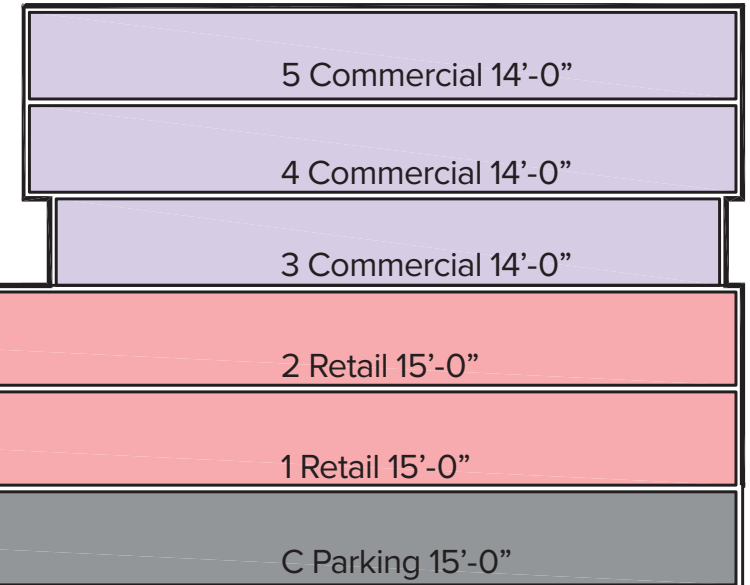 5 Commercial 14’-0”
4 Commercial 14’-0”
3 Commercial 14’-0”
2 Retail 15’-0”
1 Retail 15’-0”
C Parking 15’-0”